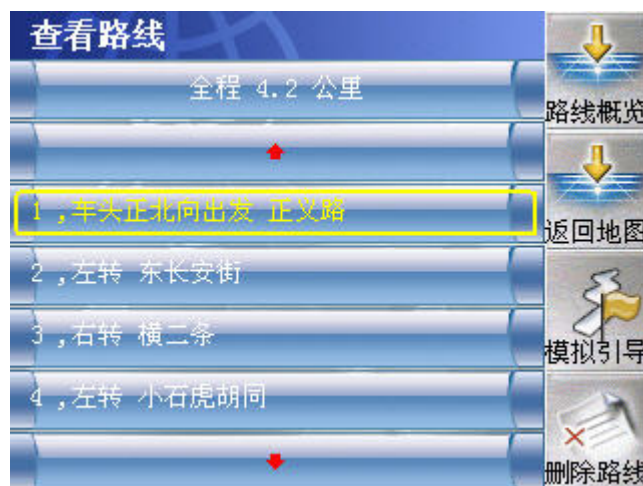 查看路线
全程 4.2 公里
1 ,车头正北向出发 正义路
2 ,左转 东长安街
3 ,右转 横二条
4 ,左转 小石虎胡同
路线概览
返回地图
模拟引导
删除路线